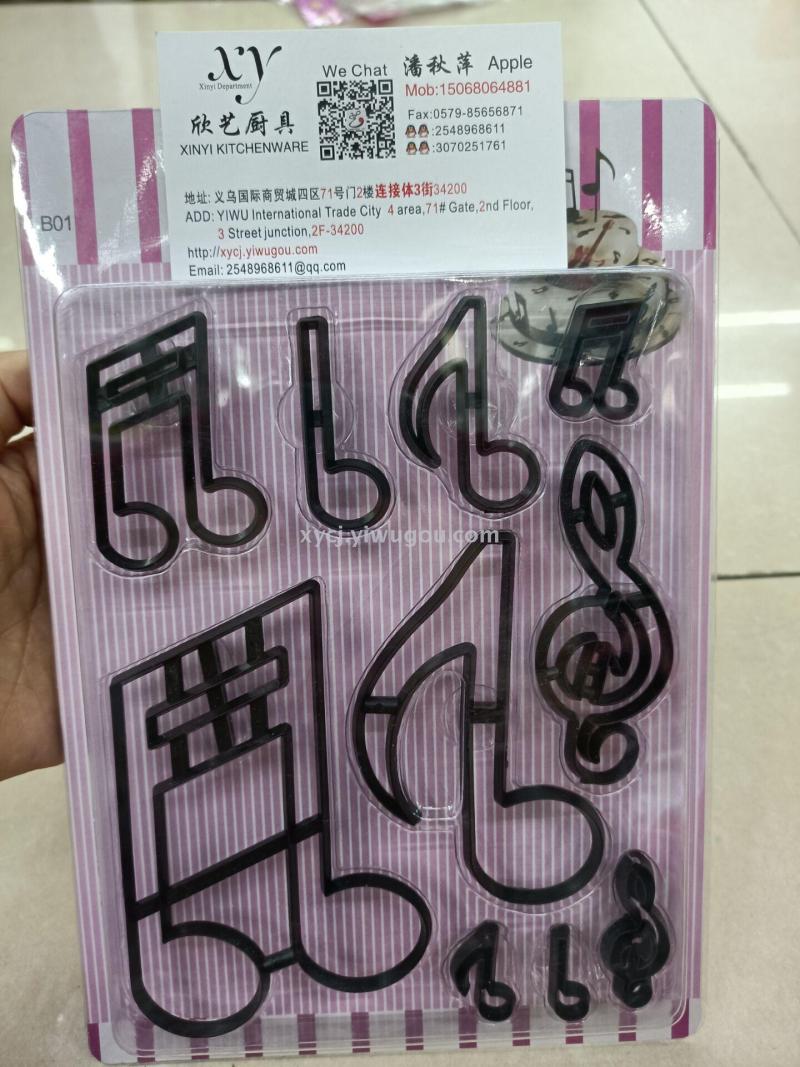 xy
Xinyi Department
欣艺厨具
XINYI KITCHENWARE
We Chat
潘秋萍 Apple
Mob:15068064881
Fax:0579-85656871
:2548968611
:3070251761
地址: 义乌国际商贸城四区71号门2楼连接体3街34200
ADD: YIWU International Trade City 4 area,71# Gate,2nd Floor,
3 Street junction,2F-34200
http://xycj.yiwugou.com
Email: 2548968611@qq.com
B01
xycj.yiwugou.com